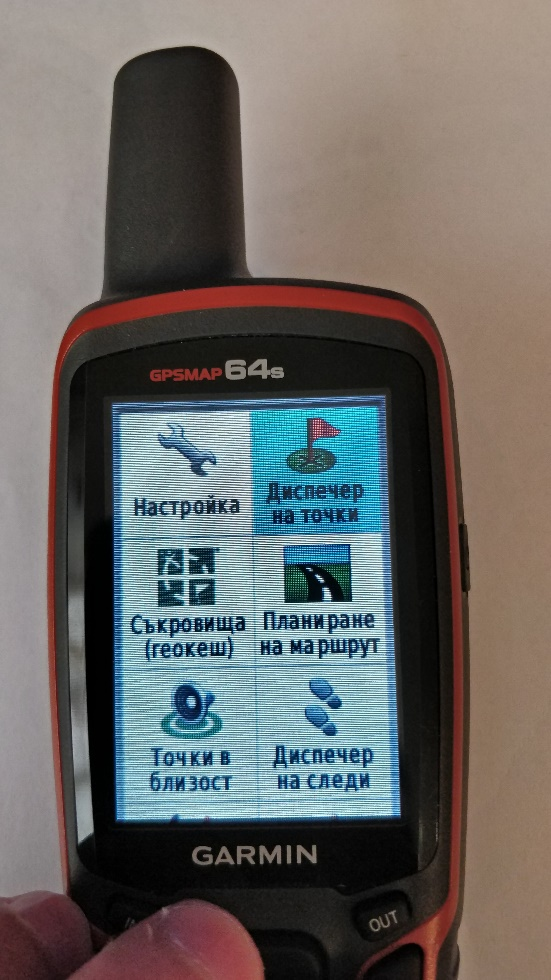 GPSMAP 64s
Настройка
Диспечер
на точки
Съкровища
(геокеш)
Планиране
на маршрут
Точки в
близост
Диспечер
на следи
GARMIN
OUT